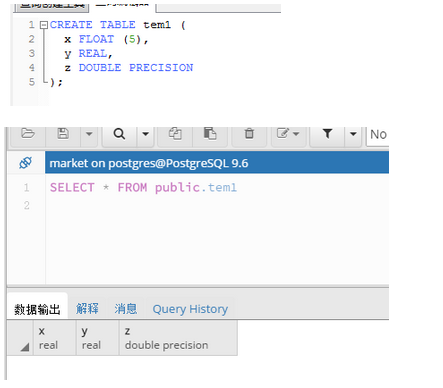 1 CREATE TABLE tem1 (
2 x FLOAT (5),
3 y REAL,
4 z DOUBLE PRECISION
5 );
No
market on postgres@PostgreSQL 9.6
1 SELECT * FROM public.tem1
2
数据输出 解释 消息 Query History
x y z
real real double precision